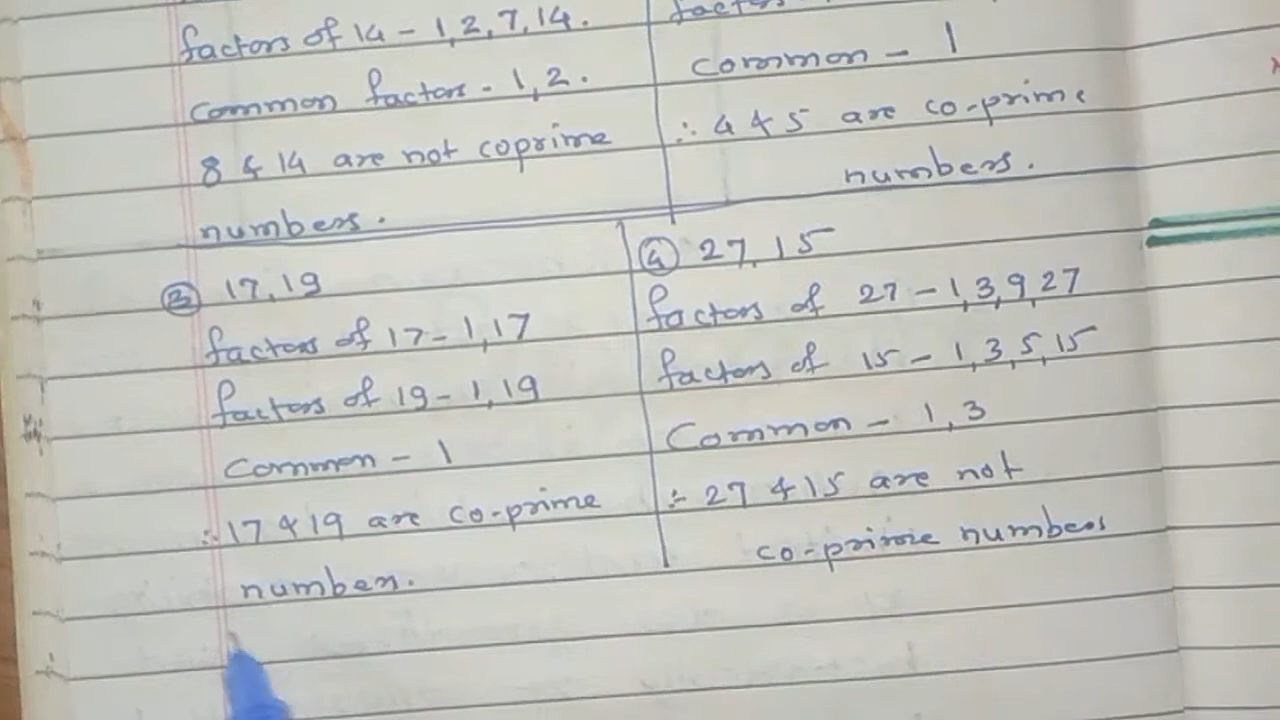 factors of 14 - 1, 2, 7, 14.
common factors - 1, 2.
8 & 14 are not coprime
numbers.
common - 1
∴ 4 & 5 are co-prime
numbers.
③ 17, 19
factors of 17 - 1, 17
factors of 19 - 1, 19
Common - 1
∴ 17 & 19 are co-prime
number.
④ 27, 15
factors of 27 - 1, 3, 9, 27
factors of 15 - 1, 3, 5, 15
Common - 1, 3
∴ 27 & 15 are not
co-prime numbers